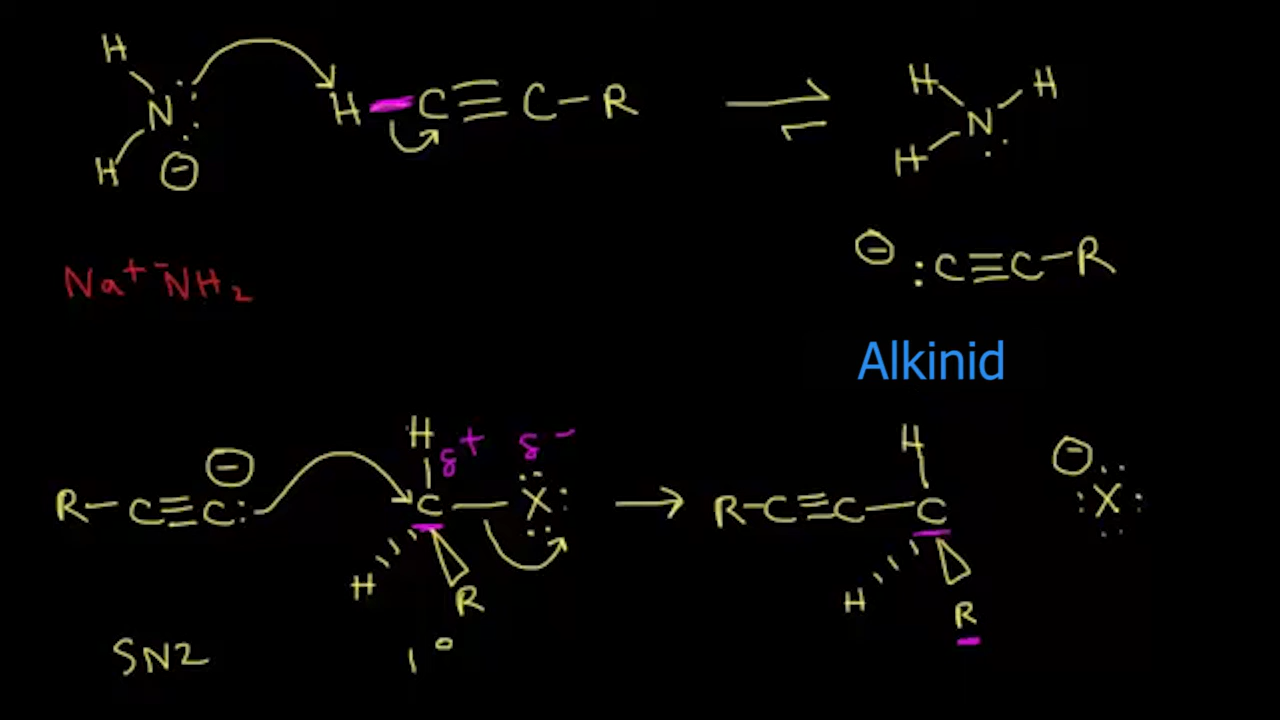 H
N
H
⊖
H-C≡C-R
⇌
H
H
N
H
Na⁺ ⁻NH₂
⊖
:C≡C-R
Alkinid
⊖
R-C≡C:
H
δ+ δ-
C-X
H
R
→
H
R-C≡C-C
H
R
⊖
X
SN2
1°